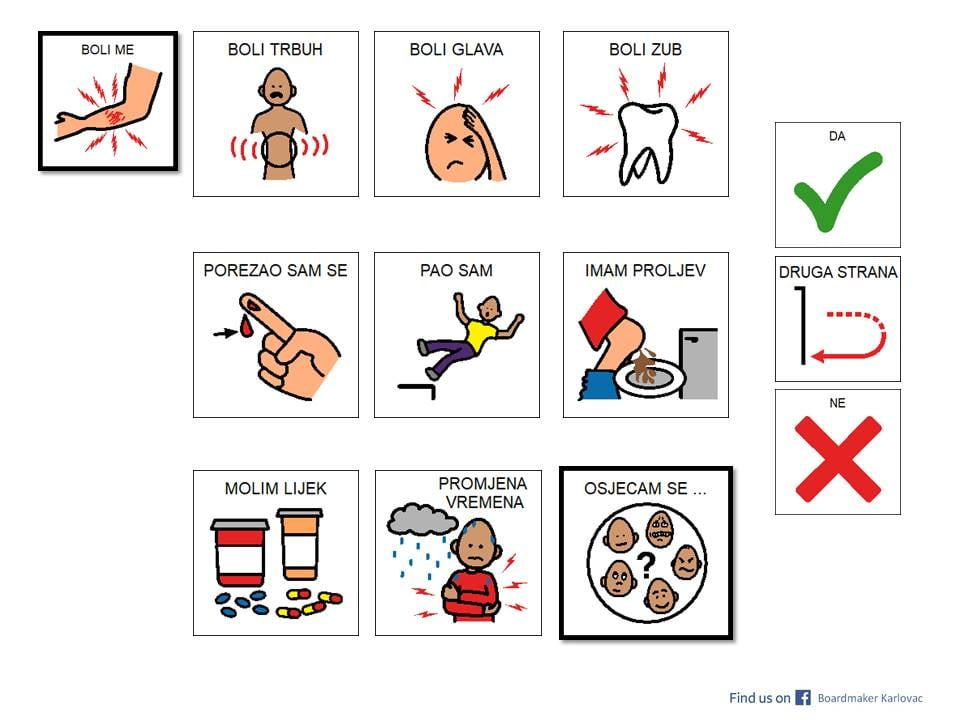 BOLI ME
BOLI TRBUH
BOLI GLAVA
BOLI ZUB
DA
POREZAO SAM SE
PAO SAM
IMAM PROLJEV
DRUGA STRANA
NE
MOLIM LIJEK
PROMJENA
VREMENA
OSJECAM SE ...
?
Find us on f Boardmaker Karlovac